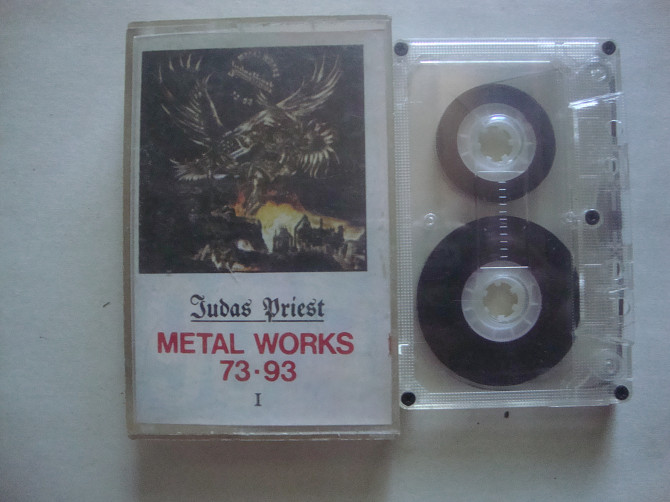 Judas Priest
METAL WORKS
73·93
I